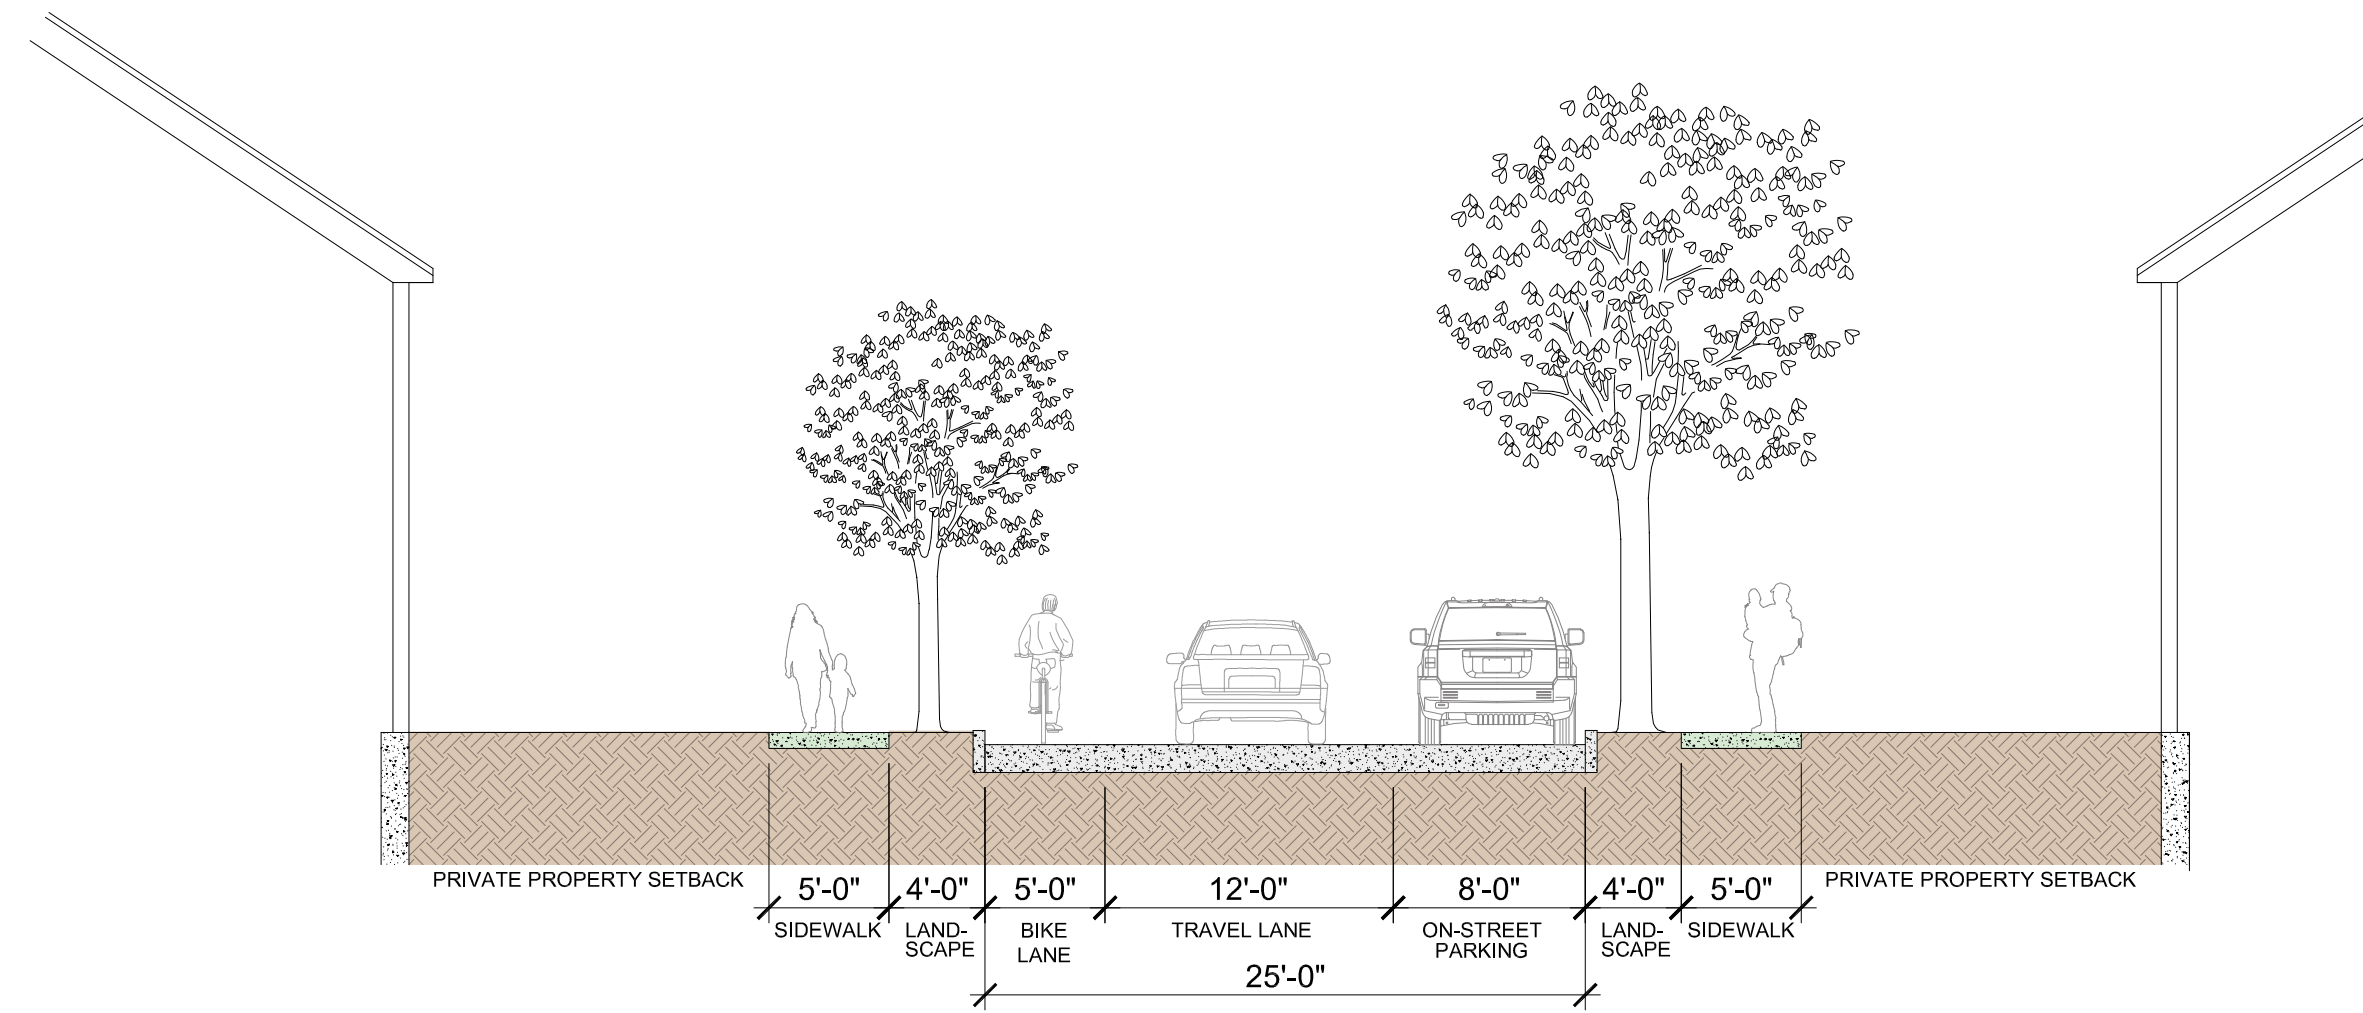 PRIVATE PROPERTY SETBACK
5'-0"
4'-0"
5'-0"
12'-0"
8'-0"
4'-0"
5'-0"
PRIVATE PROPERTY SETBACK
SIDEWALK
LAND-
SCAPE
BIKE
LANE
TRAVEL LANE
ON-STREET
PARKING
LAND-
SCAPE
SIDEWALK
25'-0"